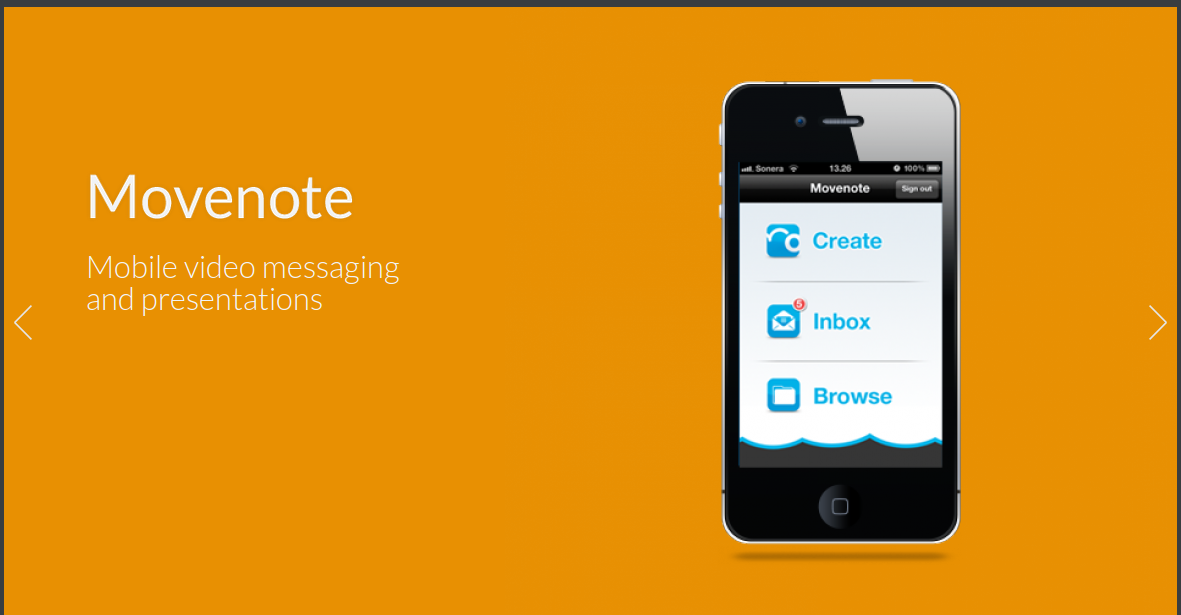 Movenote
Mobile video messaging
and presentations
Sonera 13.26 100%
Movenote Sign out
Create
5
Inbox
Browse